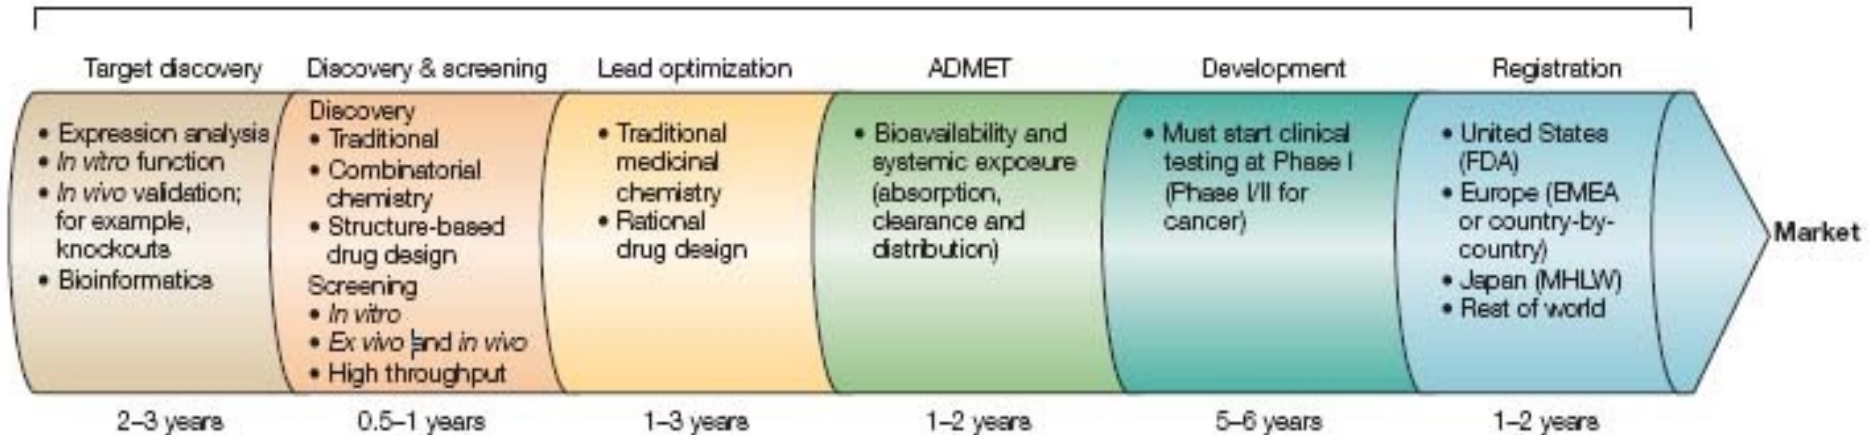 Target discovery
Discovery & screening
Lead optimization
ADMET
Development
Registration
• Expression analysis
• In vitro function
• In vivo validation;
for example,
knockouts
• Bioinformatics
Discovery
• Traditional
• Combinatorial
chemistry
• Structure-based
drug design
Screening
• In vitro
• Ex vivo and in vivo
• High throughput
• Traditional
medicinal
chemistry
• Rational
drug design
• Bioavailability and
systemic exposure
(absorption,
clearance and
distribution)
• Must start clinical
testing at Phase I
(Phase I/II for
cancer)
• United States
(FDA)
• Europe (EMEA
or country-by-
country)
• Japan (MHLW)
• Rest of world
Market
2–3 years
0.5–1 years
1–3 years
1–2 years
5–6 years
1–2 years